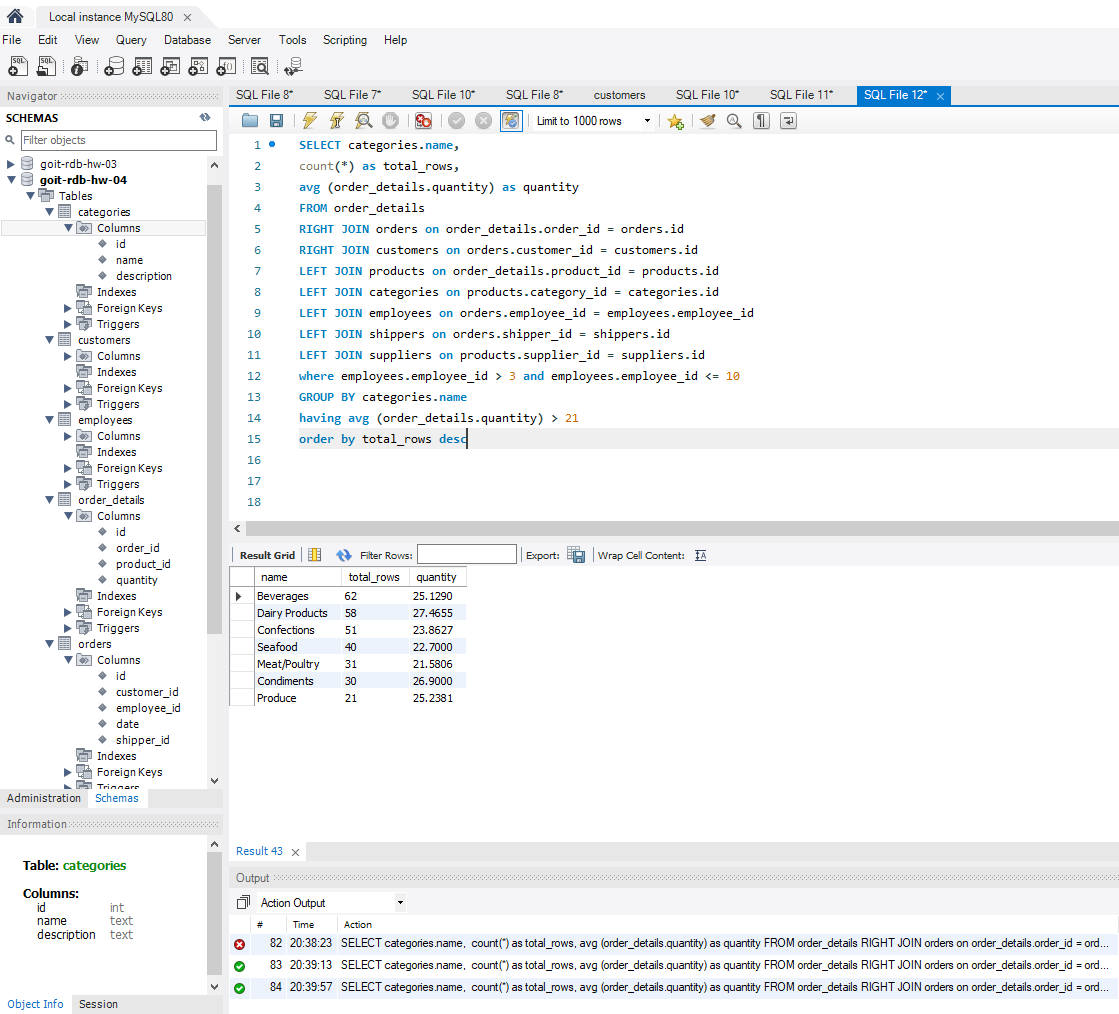 Local instance MySQL80
File Edit View Query Database Server Tools Scripting Help
Navigator
SCHEMAS
Filter objects
goit-rdb-hw-03
goit-rdb-hw-04
Tables
categories
Columns
id
name
description
Indexes
Foreign Keys
Triggers
customers
Columns
Indexes
Foreign Keys
Triggers
employees
Columns
Indexes
Foreign Keys
Triggers
order_details
Columns
id
order_id
product_id
quantity
Indexes
Foreign Keys
Triggers
orders
Columns
id
customer_id
employee_id
date
shipper_id
Indexes
Foreign Keys
Triggers
Administration Schemas
Information
Table: categories
Columns:
id int
name text
description text
Object Info Session
SQL File 8* SQL File 7* SQL File 10* SQL File 8* customers SQL File 10* SQL File 11* SQL File 12*
Limit to 1000 rows
1 SELECT categories.name,
2 count(*) as total_rows,
3 avg (order_details.quantity) as quantity
4 FROM order_details
5 RIGHT JOIN orders on order_details.order_id = orders.id
6 RIGHT JOIN customers on orders.customer_id = customers.id
7 LEFT JOIN products on order_details.product_id = products.id
8 LEFT JOIN categories on products.category_id = categories.id
9 LEFT JOIN employees on orders.employee_id = employees.employee_id
10 LEFT JOIN shippers on orders.shipper_id = shippers.id
11 LEFT JOIN suppliers on products.supplier_id = suppliers.id
12 where employees.employee_id > 3 and employees.employee_id <= 10
13 GROUP BY categories.name
14 having avg (order_details.quantity) > 21
15 order by total_rows desc
16
17
18
Result Grid Filter Rows: Export: Wrap Cell Content:
name total_rows quantity
Beverages 62 25.1290
Dairy Products 58 27.4655
Confections 51 23.8627
Seafood 40 22.7000
Meat/Poultry 31 21.5806
Condiments 30 26.9000
Produce 21 25.2381
Result 43
Output
Action Output
# Time Action
82 20:38:23 SELECT categories.name, count(*) as total_rows, avg (order_details.quantity) as quantity FROM order_details RIGHT JOIN orders on order_details.order_id = ord...
83 20:39:13 SELECT categories.name, count(*) as total_rows, avg (order_details.quantity) as quantity FROM order_details RIGHT JOIN orders on order_details.order_id = ord...
84 20:39:57 SELECT categories.name, count(*) as total_rows, avg (order_details.quantity) as quantity FROM order_details RIGHT JOIN orders on order_details.order_id = ord...